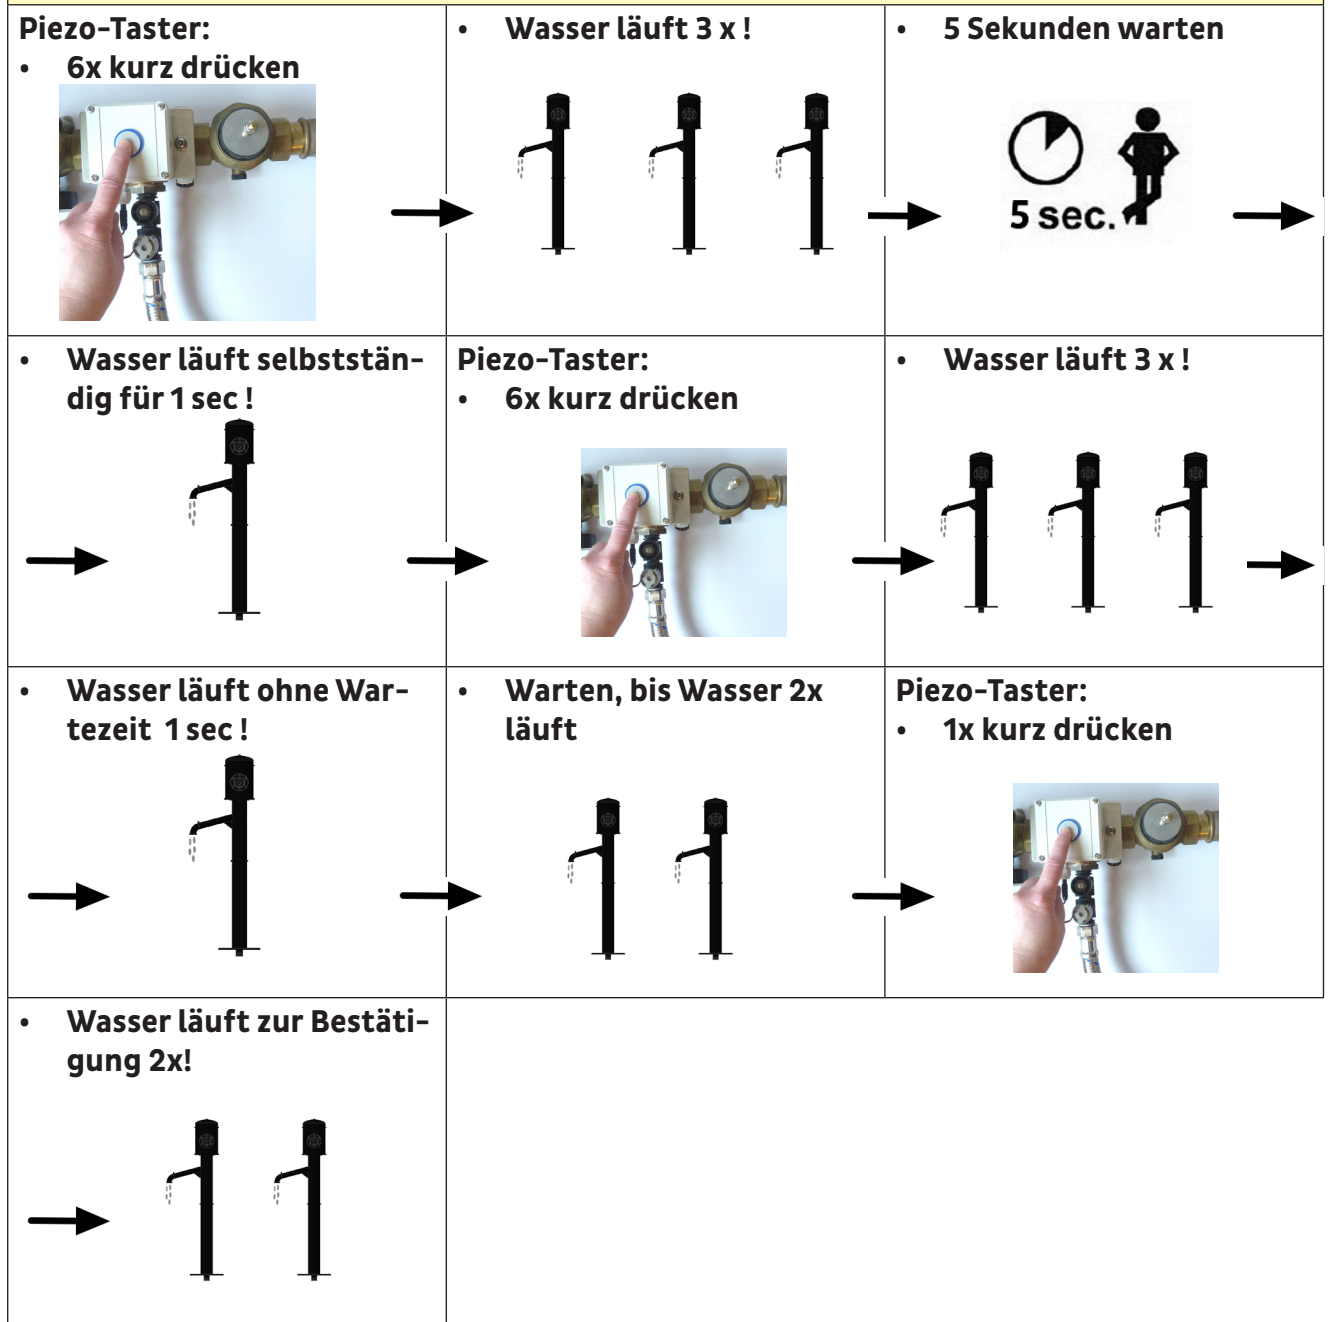 Piezo-Taster:
• 6x kurz drücken
• Wasser läuft 3 x !
• 5 Sekunden warten
5 sec.
• Wasser läuft selbststän-
dig für 1 sec !
Piezo-Taster:
• 6x kurz drücken
• Wasser läuft 3 x !
• Wasser läuft ohne War-
tezeit 1 sec !
• Warten, bis Wasser 2x
läuft
Piezo-Taster:
• 1x kurz drücken
• Wasser läuft zur Bestäti-
gung 2x!